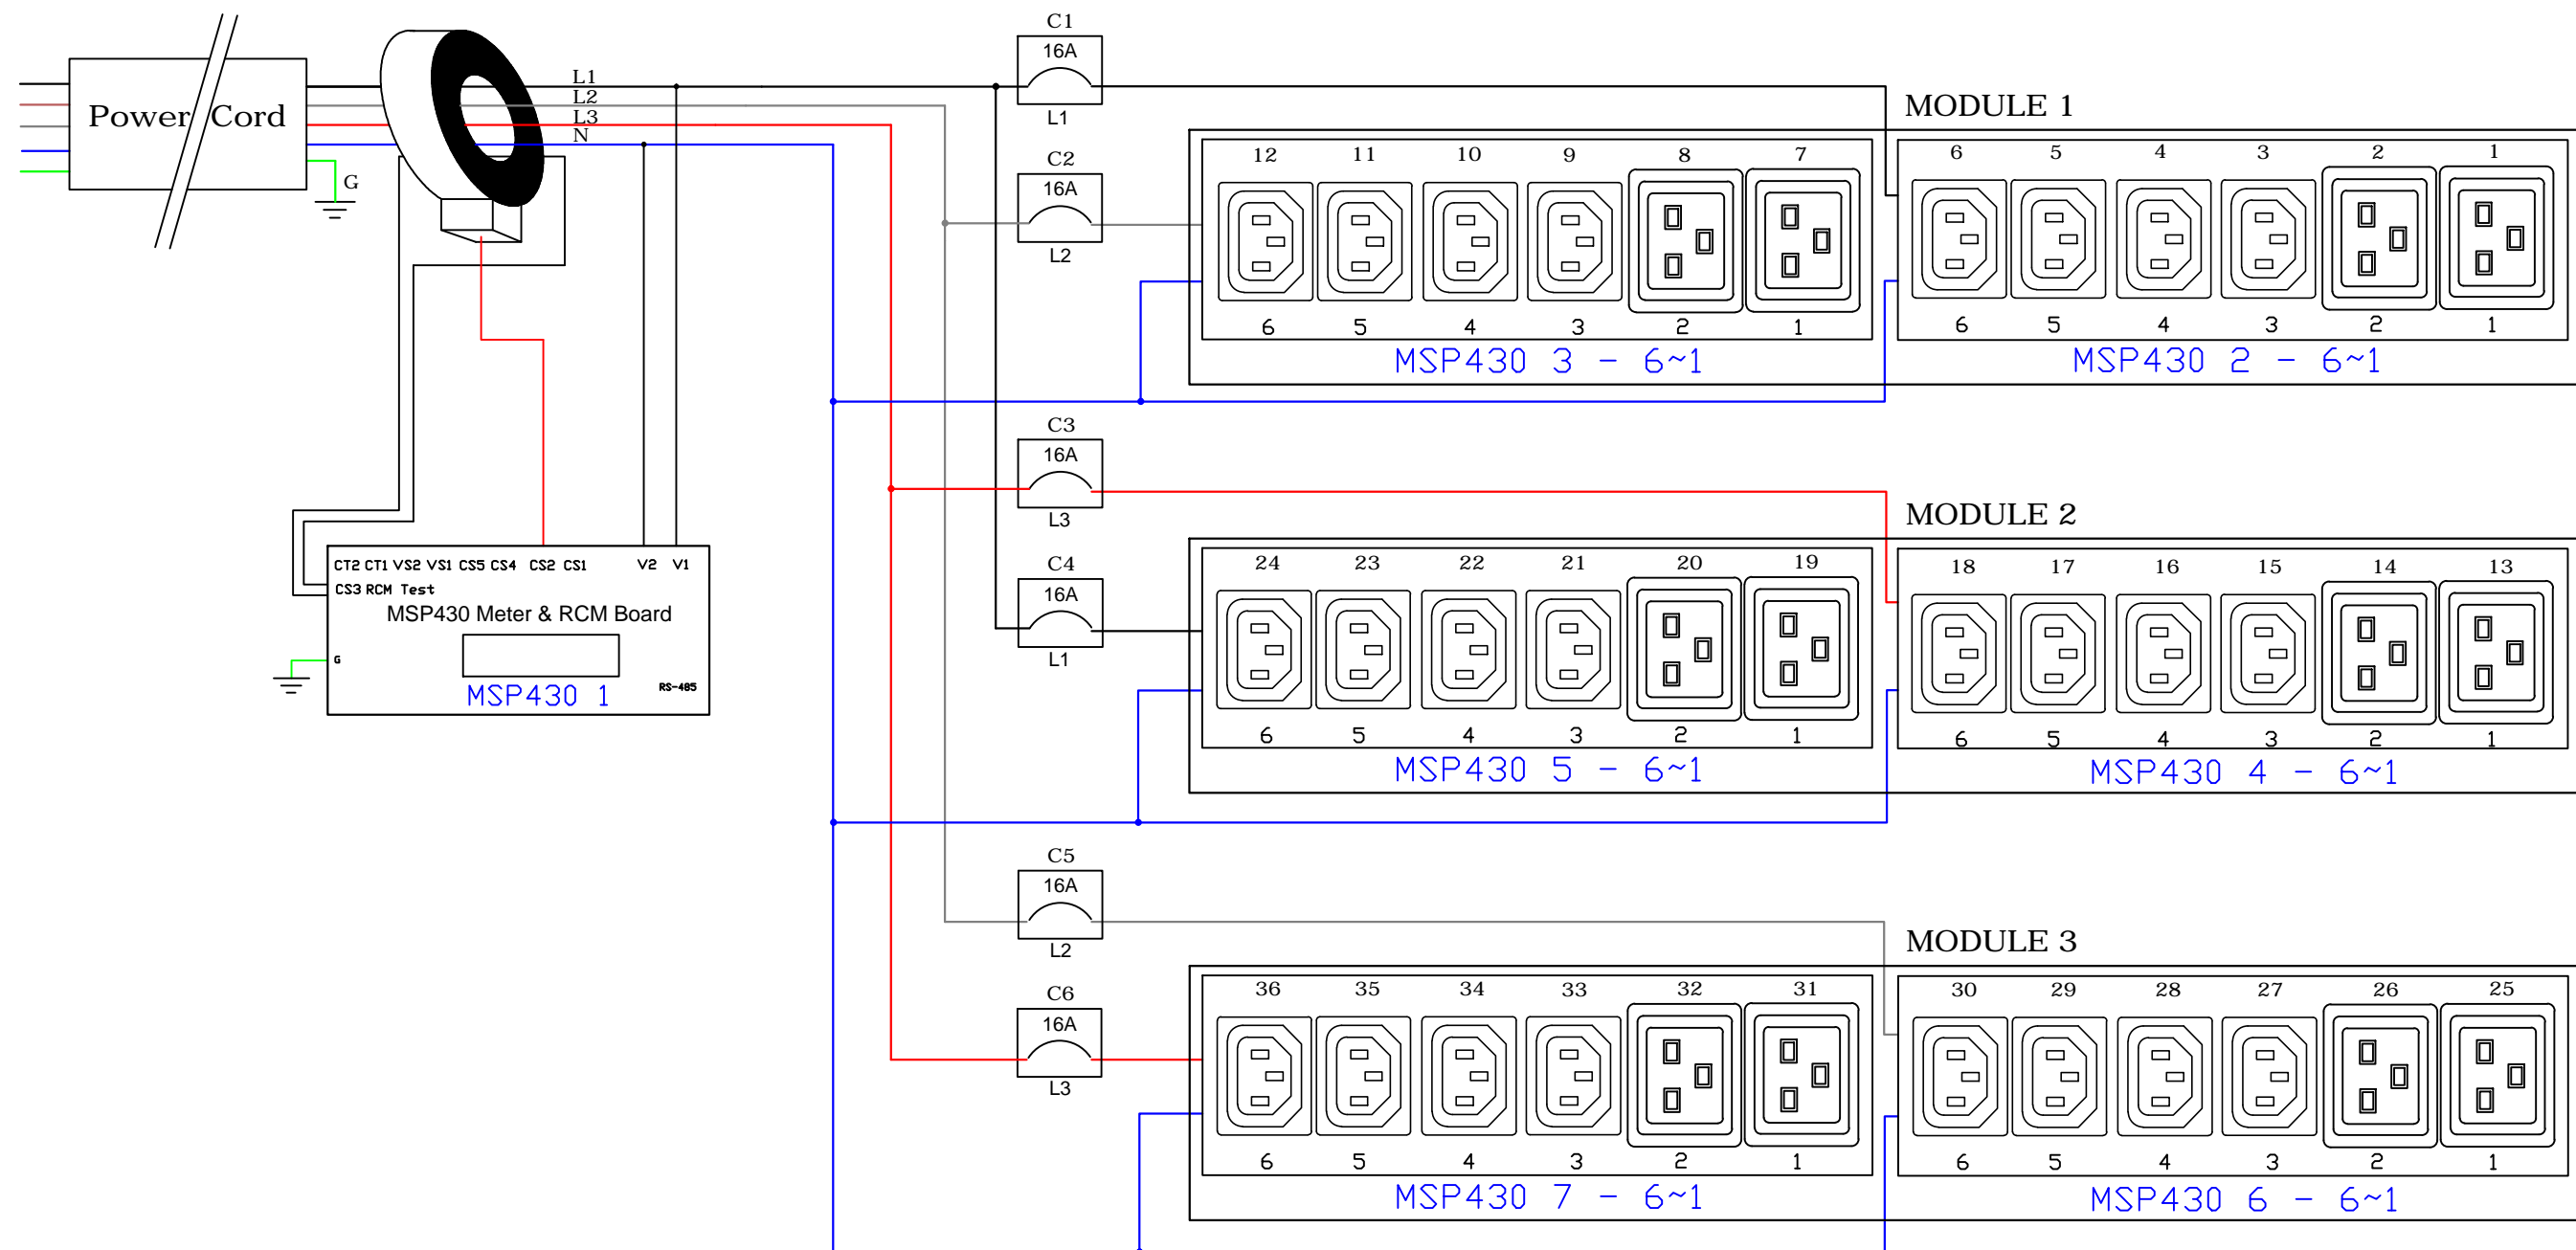 Power Cord
L1
L2
L3
N
G
C1
16A
L1
C2
16A
L2
MODULE 1
12 11 10 9 8 7
6 5 4 3 2 1
6 5 4 3 2 1
6 5 4 3 2 1
MSP430 3 - 6~1
MSP430 2 - 6~1
C3
16A
L3
C4
16A
L1
MODULE 2
24 23 22 21 20 19
18 17 16 15 14 13
6 5 4 3 2 1
6 5 4 3 2 1
MSP430 5 - 6~1
MSP430 4 - 6~1
CT2 CT1 VS2 VS1 CS5 CS4 CS2 CS1 V2 V1
CS3 RCM Test
MSP430 Meter & RCM Board
G
RS-485
MSP430 1
C5
16A
L2
C6
16A
L3
MODULE 3
36 35 34 33 32 31
30 29 28 27 26 25
6 5 4 3 2 1
6 5 4 3 2 1
MSP430 7 - 6~1
MSP430 6 - 6~1